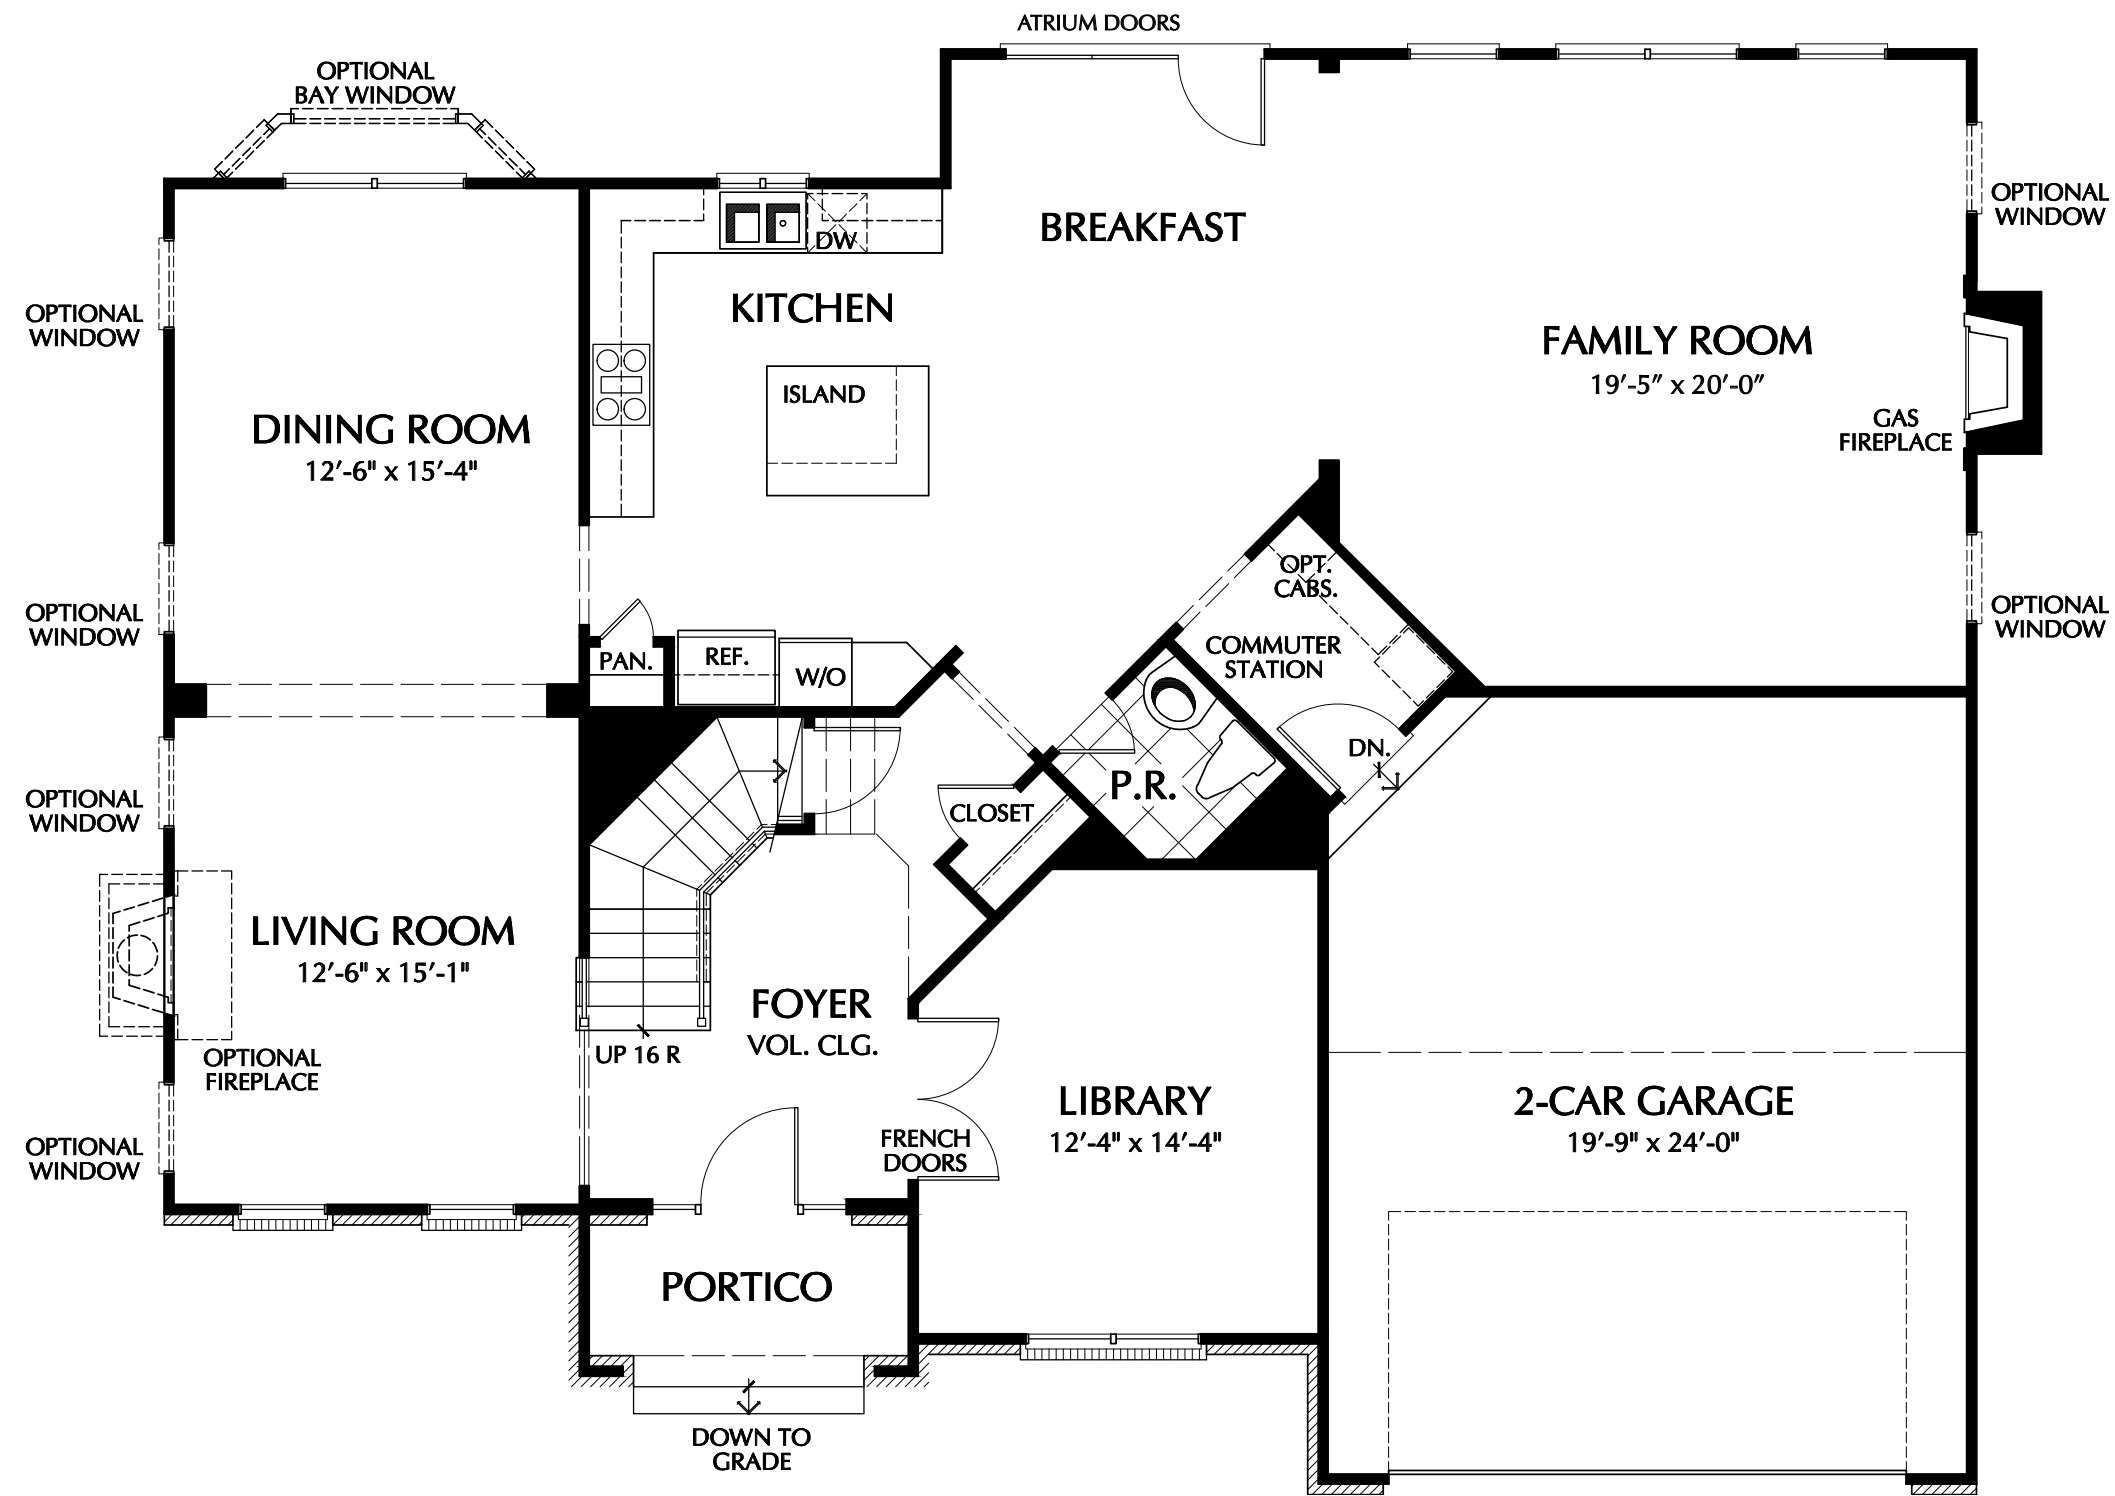 ATRIUM DOORS
OPTIONAL
BAY WINDOW
OPTIONAL
WINDOW
BREAKFAST
DW
KITCHEN
OPTIONAL
WINDOW
FAMILY ROOM
19′-5″ x 20′-0″
ISLAND
GAS
FIREPLACE
DINING ROOM
12′-6" x 15′-4"
OPT.
CABS.
OPTIONAL
WINDOW
OPTIONAL
WINDOW
COMMUTER
STATION
PAN.
REF.
W/O
DN.
P.R.
OPTIONAL
WINDOW
CLOSET
LIVING ROOM
12′-6" x 15′-1"
FOYER
VOL. CLG.
UP 16 R
OPTIONAL
FIREPLACE
LIBRARY
12′-4" x 14′-4"
2-CAR GARAGE
19′-9" x 24′-0"
FRENCH
DOORS
OPTIONAL
WINDOW
PORTICO
DOWN TO
GRADE